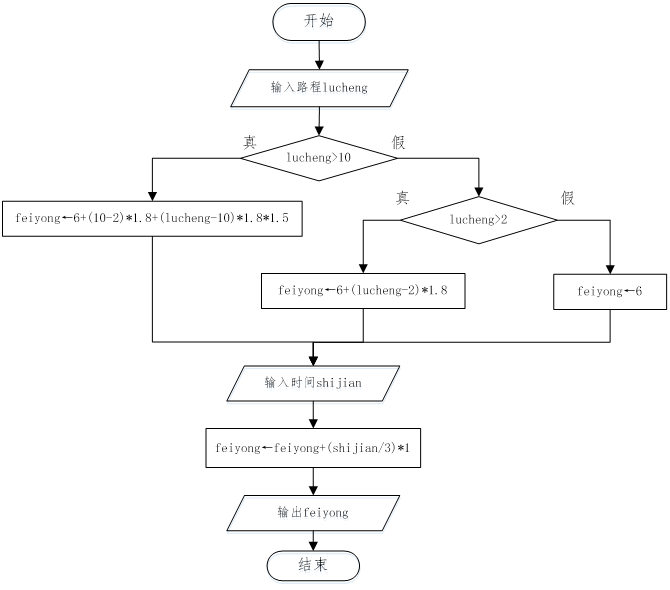 开始
输入路程lucheng
真
假
lucheng>10
真
假
feiyong←6+(10-2)*1.8+(lucheng-10)*1.8*1.5
lucheng>2
feiyong←6+(lucheng-2)*1.8
feiyong←6
输入时间shijian
feiyong←feiyong+(shijian/3)*1
输出feiyong
结束